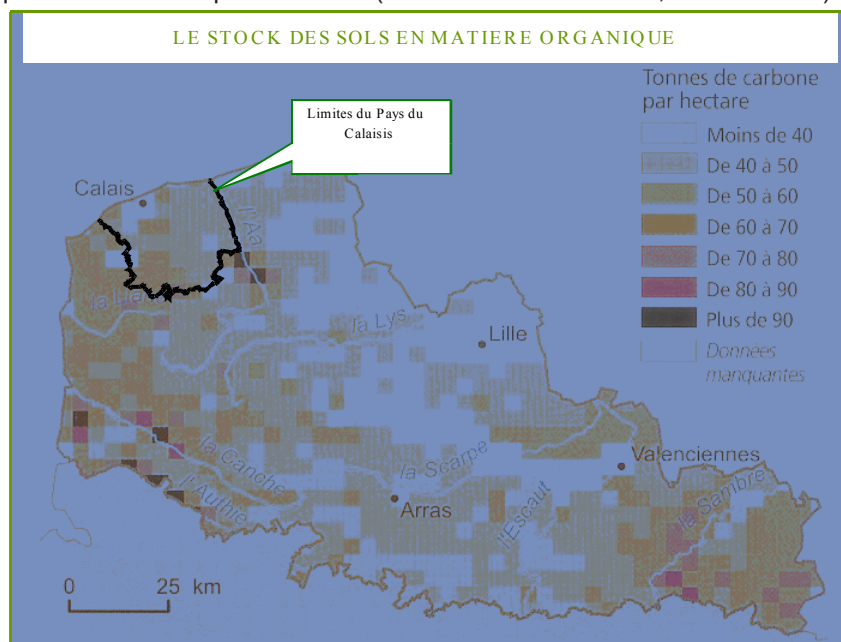 LE STOCK DES SOLS EN MATIERE ORGANIQUE
Tonnes de carbone
par hectare
Moins de 40
De 40 à 50
De 50 à 60
De 60 à 70
De 70 à 80
De 80 à 90
Plus de 90
Données
manquantes
Limites du Pays du
Calaisis
Calais
l'Aa
la Lys
Lille
Valenciennes
la Scarpe
la Canche
l'Authie
Arras
l'Escaut
la Sambre
0 25 km